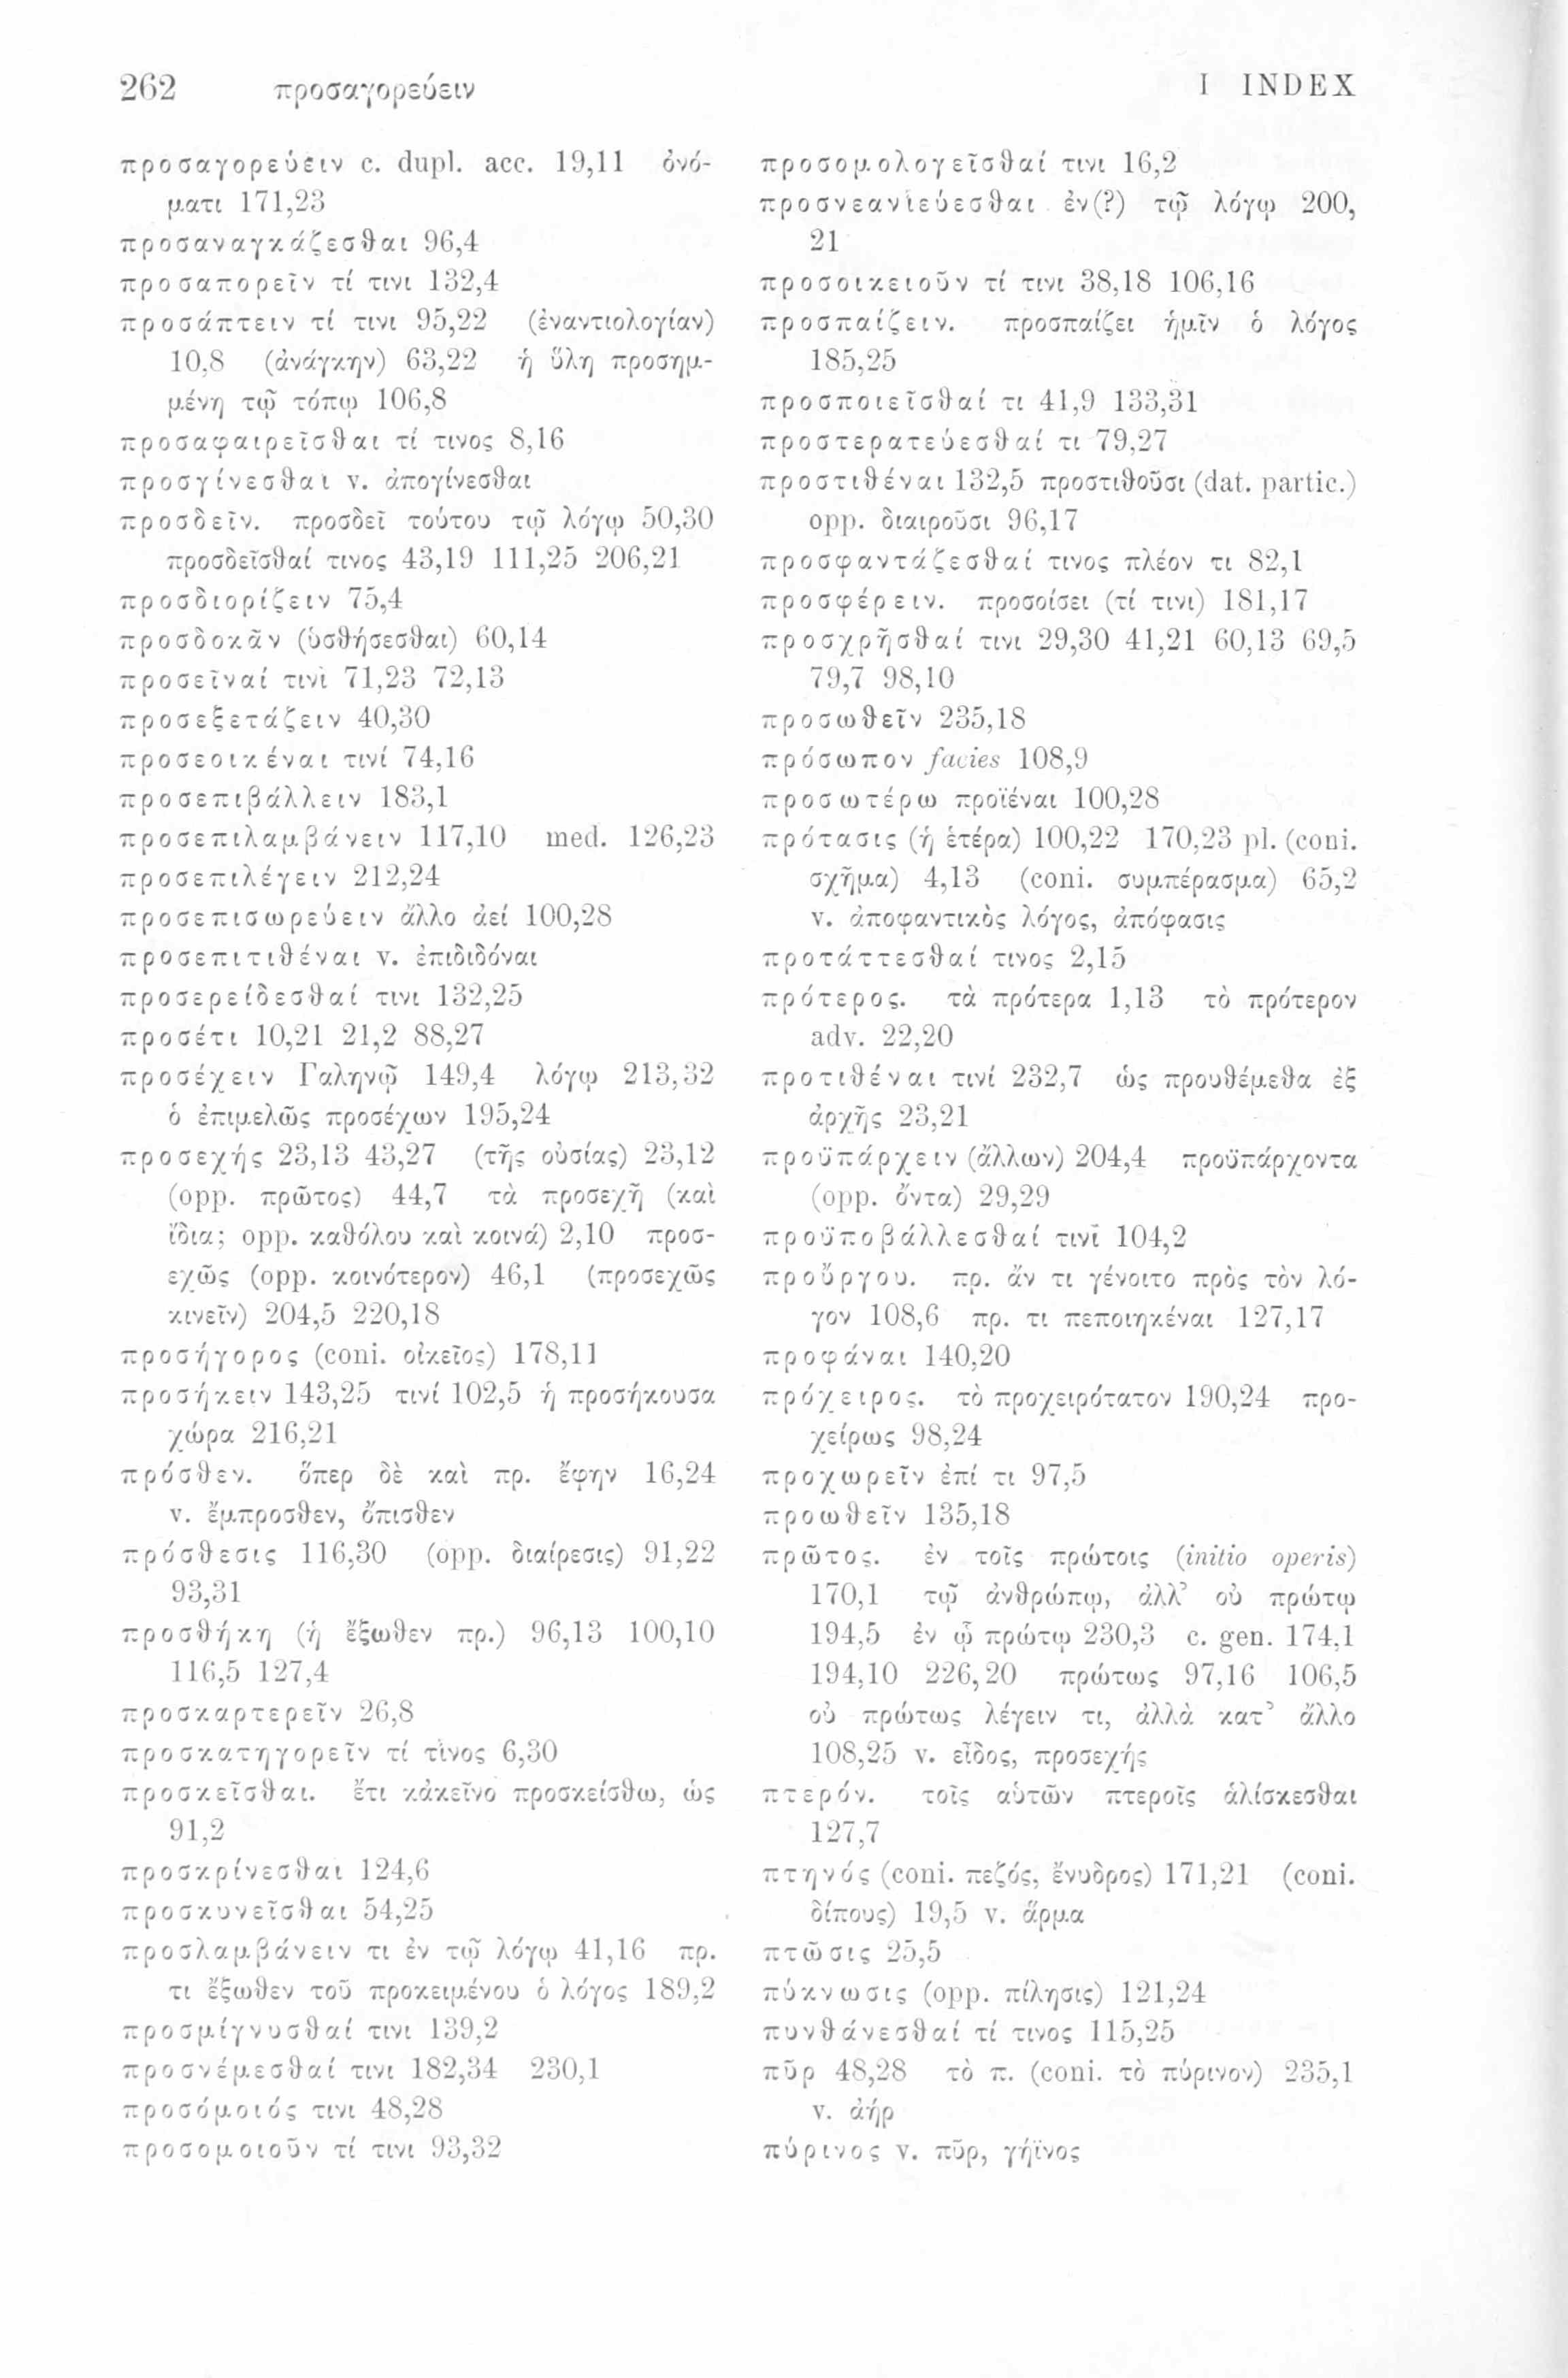 262 προσαγορεύειν I INDEX
προσαγορεύειν c. dupl. acc. 19,11 ὀνό-
ματι 171,23
προσαναγκάζεσθαι 96,4
προσαπορεῖν τί τινι 132,4
προσάπτειν τί τινι 95,22 (ἐναντιολογίαν)
10,8 (ἀνάγκην) 63,22 ἡ ὕλη προσημ-
μένη τῷ τόπῳ 106,8
προσαφαιρεῖσθαι τί τινος 8,16
προσγίνεσθαι v. ἀπογίνεσθαι
προσδεῖν. προσδεῖ τούτου τῷ λόγῳ 50,30
προσδεῖσθαί τινος 43,19 111,25 206,21
προσδιορίζειν 75,4
προσδοκᾶν (ὑσθήσεσθαι) 60,14
προσεῖναί τινι 71,23 72,13
προσεξετάζειν 40,30
προσεοικέναι τινί 74,16
προσεπιβάλλειν 183,1
προσεπιλαμβάνειν 117,10 med. 126,23
προσεπιλέγειν 212,24
προσεπισωρεύειν ἄλλο ἀεί 100,28
προσεπιτιθέναι v. ἐπιδιδόναι
προσερείδεσθαί τινι 132,25
προσέτι 10,21 21,2 88,27
προσέχειν Γαληνῷ 149,4 λόγῳ 213,32
ὁ ἐπιμελῶς προσέχων 195,24
προσεχής 23,13 43,27 (τῆς οὐσίας) 23,12
(opp. πρῶτος) 44,7 τὰ προσεχῆ (καὶ
ἴδια; opp. καθόλου καὶ κοινά) 2,10 προσ-
εχῶς (opp. κοινότερον) 46,1 (προσεχῶς
κινεῖν) 204,5 220,18
προσήγορος (coni. οἰκεῖος) 178,11
προσήκειν 143,25 τινί 102,5 ἡ προσήκουσα
χώρα 216,21
πρόσθεν. ὅπερ δὲ καὶ πρ. ἔφην 16,24
v. ἔμπροσθεν, ὄπισθεν
πρόσθεσις 116,30 (opp. διαίρεσις) 91,22
93,31
προσθήκη (ἡ ἔξωθεν πρ.) 96,13 100,10
116,5 127,4
προσκαρτερεῖν 26,8
προσκατηγορεῖν τί τινος 6,30
προσκεῖσθαι. ἔτι κἀκεῖνο προσκείσθω, ὡς
91,2
προσκρίνεσθαι 124,6
προσκυνεῖσθαι 54,25
προσλαμβάνειν τι ἐν τῷ λόγῳ 41,16 πρ.
τι ἔξωθεν τοῦ προκειμένου ὁ λόγος 189,2
προσμίγνυσθαί τινι 139,2
προσνέμεσθαί τινι 182,34 230,1
προσόμοιός τινι 48,28
προσομοιοῦν τί τινι 93,32
προσομολογεῖσθαί τινι 16,2
προσνεανιεύεσθαι ἐν(?) τῷ λόγῳ 200,
21
προσοικειοῦν τί τινι 38,18 106,16
προσπαίζειν. προσπαίζει ἡμῖν ὁ λόγος
185,25
προσποιεῖσθαί τι 41,9 133,31
προστερατεύεσθαί τι 79,27
προστιθέναι 132,5 προστιθοῦσι (dat. partic.)
opp. διαιροῦσι 96,17
προσφαντάζεσθαί τινος πλέον τι 82,1
προσφέρειν. προσοίσει (τί τινι) 181,17
προσχρῆσθαί τινι 29,30 41,21 60,13 69,5
79,7 98,10
προσωθεῖν 235,18
πρόσωπον facies 108,9
προσωτέρω προϊέναι 100,28
πρότασις (ἡ ἑτέρα) 100,22 170,23 pl. (coni.
σχῆμα) 4,13 (coni. συμπέρασμα) 65,2
v. ἀποφαντικὸς λόγος, ἀπόφασις
προτάττεσθαί τινος 2,15
πρότερος. τὰ πρότερα 1,13 τὸ πρότερον
adv. 22,20
προτιθέναι τινί 232,7 ὡς προυθέμεθα ἐξ
ἀρχῆς 23,21
προϋπάρχειν (ἄλλων) 204,4 προϋπάρχοντα
(opp. ὄντα) 29,29
προϋποβάλλεσθαί τινι 104,2
προὔργου. πρ. ἄν τι γένοιτο πρὸς τὸν λό-
γον 108,6 πρ. τι πεποιηκέναι 127,17
προφάναι 140,20
πρόχειρος. τὸ προχειρότατον 190,24 προ-
χείρως 98,24
προχωρεῖν ἐπί τι 97,5
προωθεῖν 135,18
πρῶτος. ἐν τοῖς πρώτοις (initio operis)
170,1 τῷ ἀνθρώπῳ, ἀλλ’ οὐ πρώτῳ
194,5 ἐν ᾧ πρώτῳ 230,3 c. gen. 174,1
194,10 226,20 πρώτως 97,16 106,5
οὐ πρώτως λέγειν τι, ἀλλὰ κατ’ ἄλλο
108,25 v. εἶδος, προσεχής
πτερόν. τοῖς αὑτῶν πτεροῖς ἁλίσκεσθαι
127,7
πτηνός (coni. πεζός, ἔνυδρος) 171,21 (coni.
δίπους) 19,5 v. ἅρμα
πτῶσις 25,5
πύκνωσις (opp. πίλησις) 121,24
πυνθάνεσθαί τί τινος 115,25
πῦρ 48,28 τὸ π. (coni. τὸ πύρινον) 235,1
v. ἀήρ
πύρινος v. πῦρ, γήϊνος